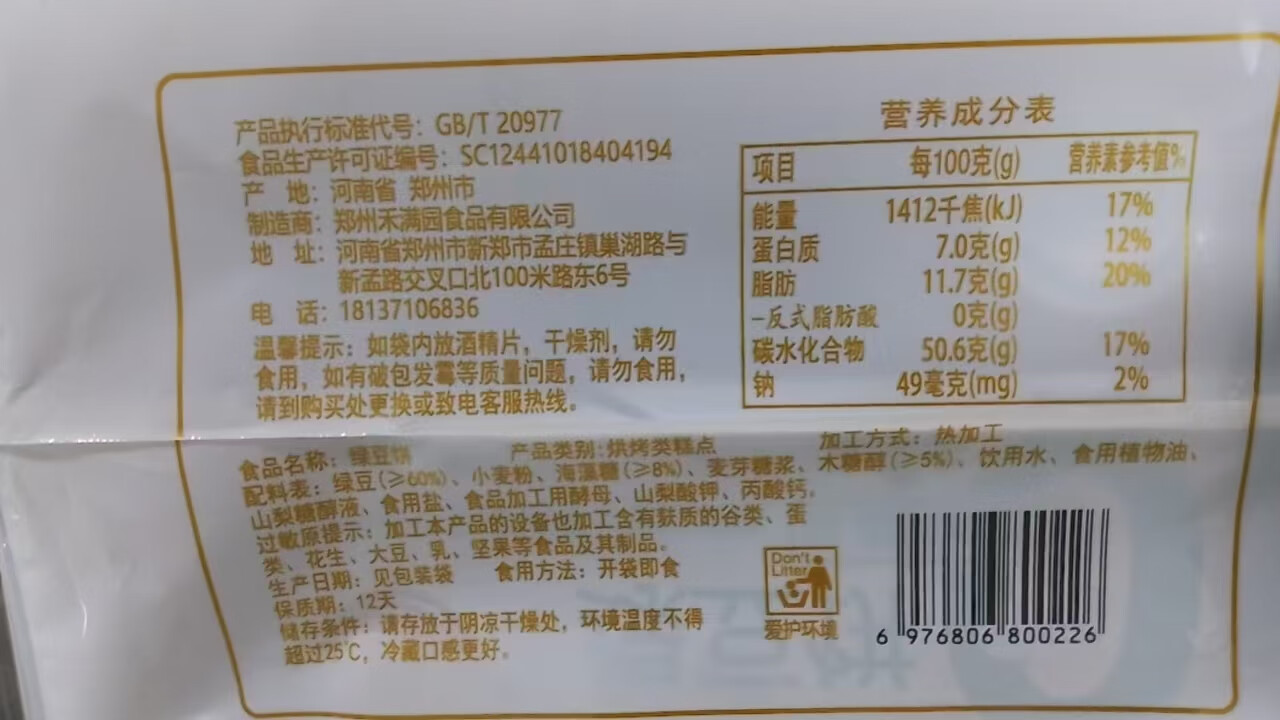 产品执行标准代号：GB/T 20977
食品生产许可证编号：SC12441018404194
产 地：河南省 郑州市
制造商：郑州禾满园食品有限公司
地 址：河南省郑州市新郑市孟庄镇巢湖路与
新孟路交叉口北100米路东6号
电 话：18137106836
温馨提示：如袋内放酒精片，干燥剂，请勿
食用，如有破包发霉等质量问题，请勿食用，
请到购买处更换或致电客服热线。
营养成分表
项目 每100克(g) 营养素参考值%
能量 1412千焦(kJ) 17%
蛋白质 7.0克(g) 12%
脂肪 11.7克(g) 20%
-反式脂肪酸 0克(g)
碳水化合物 50.6克(g) 17%
钠 49毫克(mg) 2%
食品名称：绿豆饼 产品类别：烘烤类糕点 加工方式：热加工
配料表：绿豆(≥60%)、小麦粉、海藻糖(≥8%)、麦芽糖浆、木糖醇(≥5%)、饮用水、食用植物油、
山梨糖醇液、食用盐、食品加工用酵母、山梨酸钾、丙酸钙。
过敏原提示：加工本产品的设备也加工含有麸质的谷类、蛋
类、花生、大豆、乳、坚果等食品及其制品。
生产日期：见包装袋 食用方法：开袋即食
保质期：12天
储存条件：请存放于阴凉干燥处，环境温度不得
超过25℃，冷藏口感更好。
Don't
Litter
爱护环境
6 976806 800226